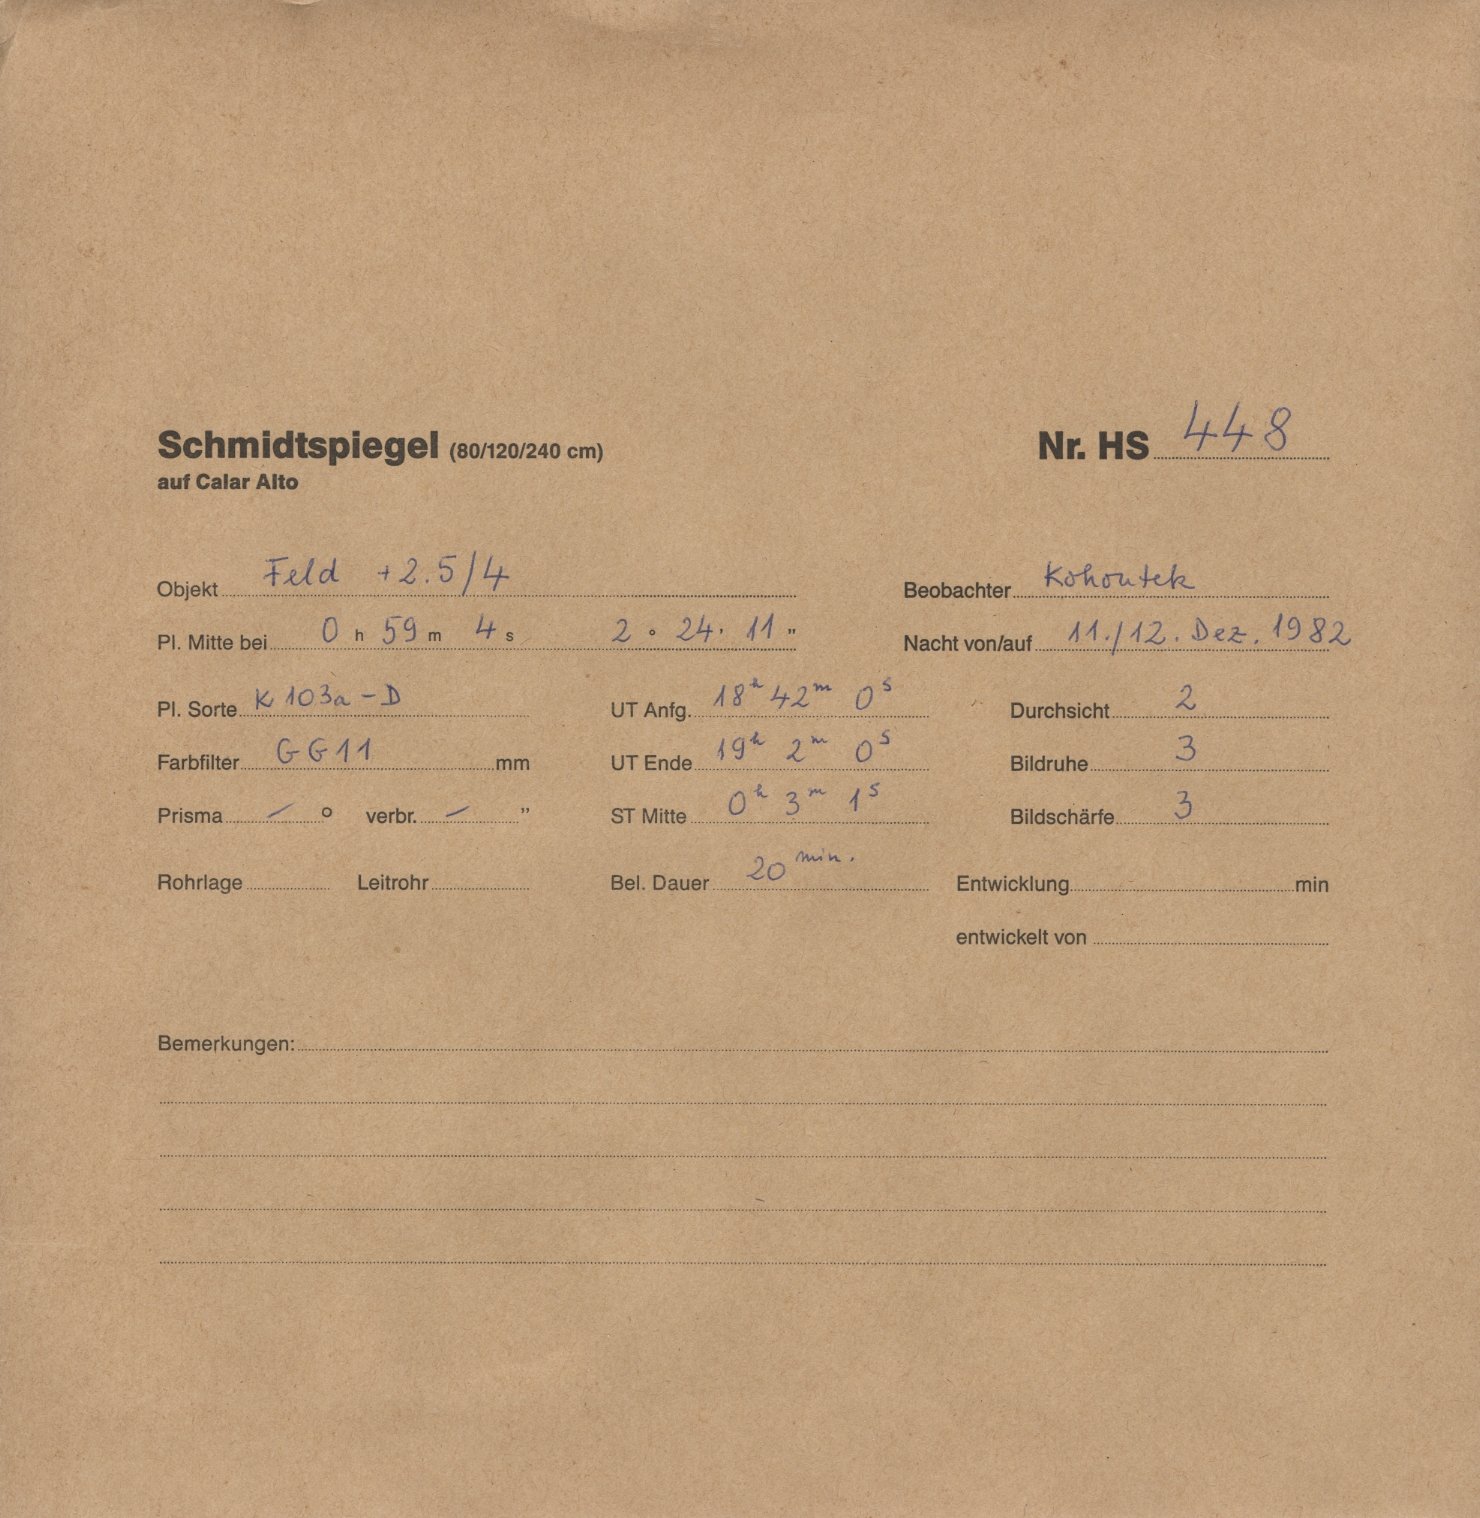 Schmidtspiegel (80/120/240 cm) Nr. HS 448
auf Calar Alto
Objekt Feld +2.5/4 Beobachter Kohoutek
Pl. Mitte bei 0 h 59 m 4 s 2 ° 24 ' 11 " Nacht von/auf 11./12. Dez. 1982
Pl. Sorte K 103a-D UT Anfg. 18h 42m 0s Durchsicht 2
Farbfilter GG11 mm UT Ende 19h 2m 0s Bildruhe 3
Prisma – ° verbr. – " ST Mitte 0h 3m 1s Bildschärfe 3
Rohrlage Leitrohr Bel. Dauer 20 min. Entwicklung min
entwickelt von
Bemerkungen: